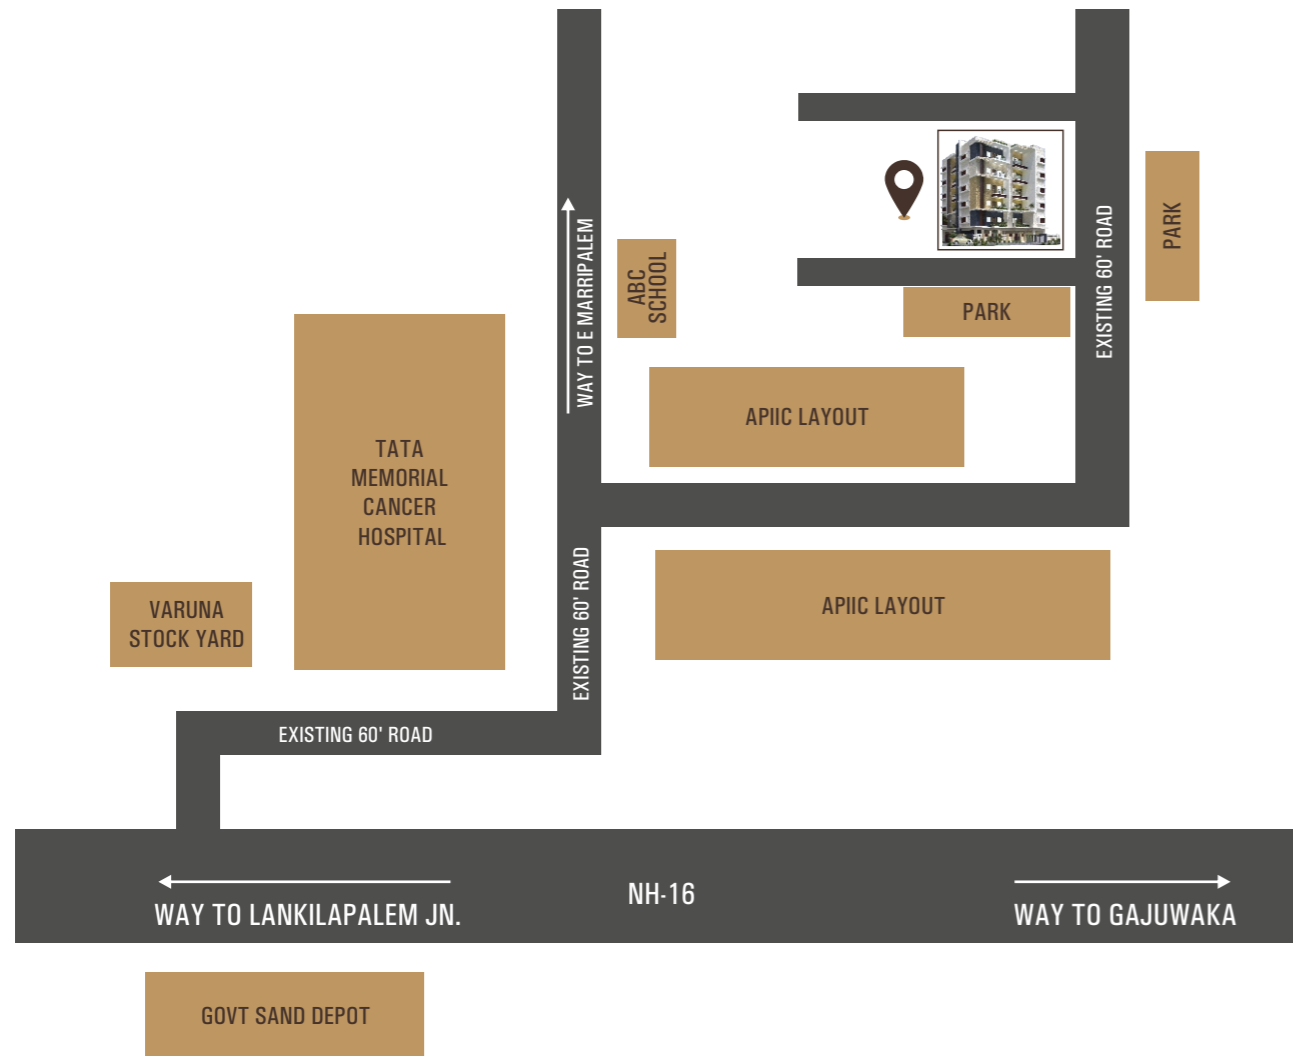 WAY TO E MARRIPALEM
ABC
SCHOOL
EXISTING 60' ROAD
PARK
PARK
APIIC LAYOUT
TATA
MEMORIAL
CANCER
HOSPITAL
EXISTING 60' ROAD
APIIC LAYOUT
VARUNA
STOCK YARD
EXISTING 60' ROAD
NH-16
WAY TO LANKILAPALEM JN.
WAY TO GAJUWAKA
GOVT SAND DEPOT